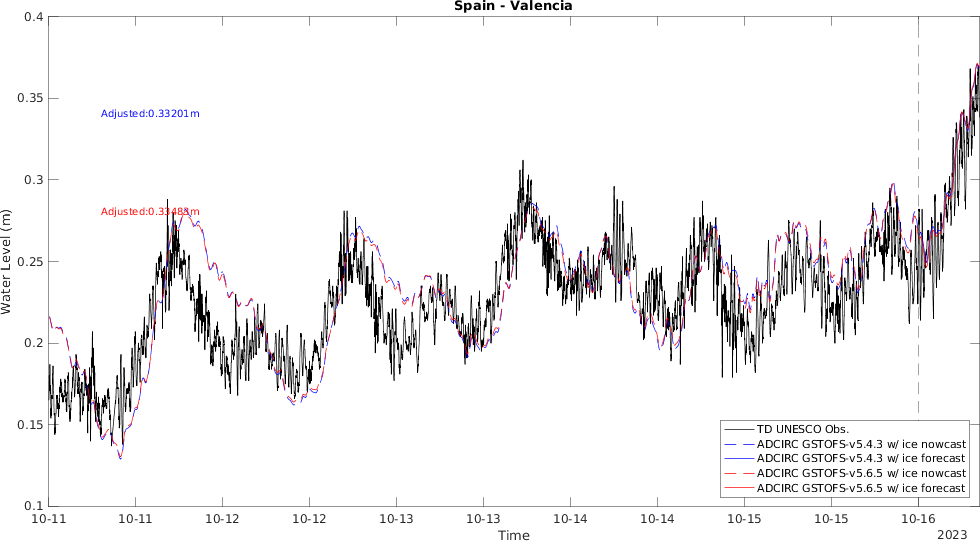 Spain - Valencia
Water Level (m)
0.4
0.35
0.3
0.25
0.2
0.15
0.1
Adjusted:0.33201m
Adjusted:0.33483m
TD UNESCO Obs.
ADCIRC GSTOFS-v5.4.3 w/ ice nowcast
ADCIRC GSTOFS-v5.4.3 w/ ice forecast
ADCIRC GSTOFS-v5.6.5 w/ ice nowcast
ADCIRC GSTOFS-v5.6.5 w/ ice forecast
10-11 10-11 10-12 10-12 10-13 10-13 10-14 10-14 10-15 10-15 10-16
Time
2023